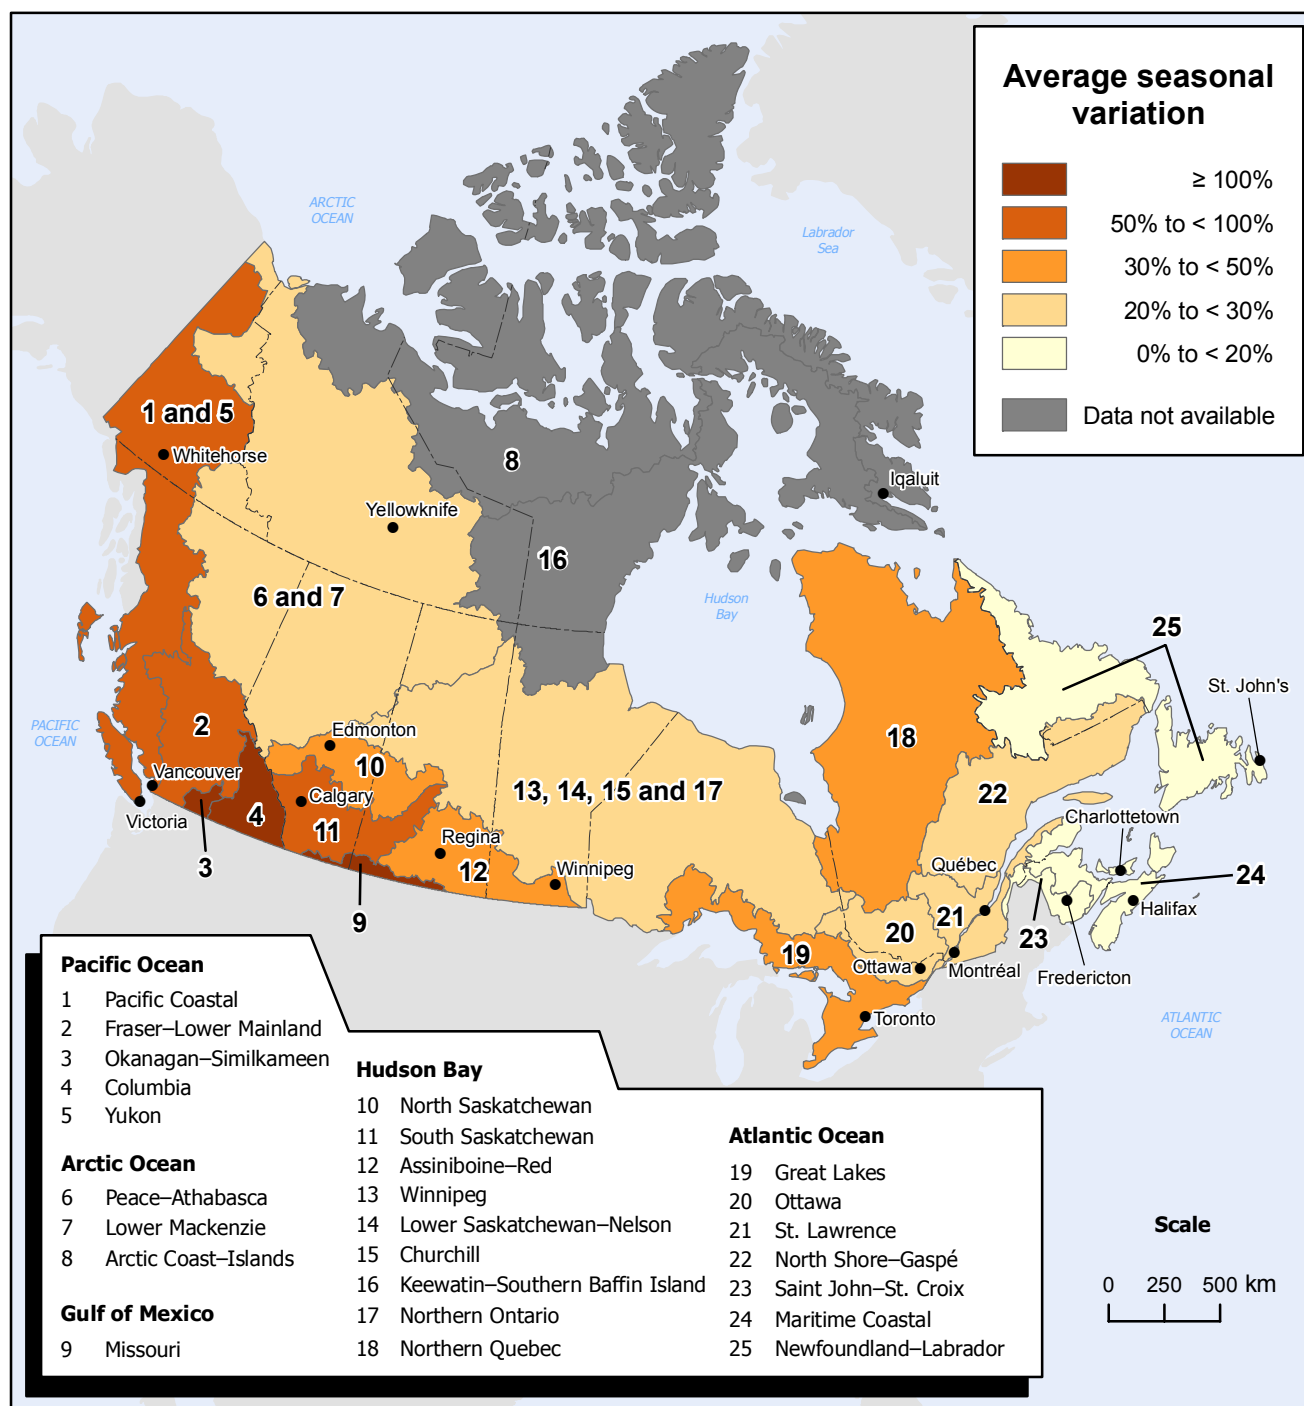 Average seasonal
variation
≥ 100%
50% to < 100%
30% to < 50%
20% to < 30%
0% to < 20%
Data not available
ARCTIC
OCEAN
Labrador
Sea
1 and 5
Whitehorse
8
Iqaluit
Yellowknife
16
6 and 7
Hudson
Bay
25
St. John's
PACIFIC
OCEAN
2
Edmonton
10
18
Vancouver
Calgary
13, 14, 15 and 17
22
Victoria
4
11
Regina
Charlottetown
3
12
Winnipeg
Québec
24
9
21
Halifax
20
23
19
Ottawa
Montréal
Fredericton
Toronto
ATLANTIC
OCEAN
Pacific Ocean
1 Pacific Coastal
2 Fraser–Lower Mainland
3 Okanagan–Similkameen
4 Columbia
5 Yukon
Arctic Ocean
6 Peace–Athabasca
7 Lower Mackenzie
8 Arctic Coast–Islands
Gulf of Mexico
9 Missouri
Hudson Bay
10 North Saskatchewan
11 South Saskatchewan
12 Assiniboine–Red
13 Winnipeg
14 Lower Saskatchewan–Nelson
15 Churchill
16 Keewatin–Southern Baffin Island
17 Northern Ontario
18 Northern Quebec
Atlantic Ocean
19 Great Lakes
20 Ottawa
21 St. Lawrence
22 North Shore–Gaspé
23 Saint John–St. Croix
24 Maritime Coastal
25 Newfoundland–Labrador
Scale
0 250 500 km